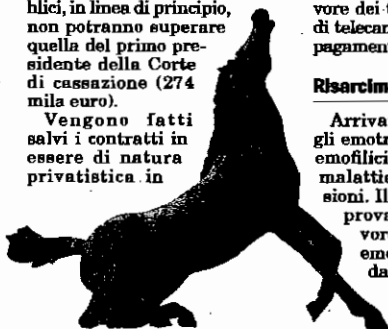 blici, in linea di principio,
non potranno superare
quella del primo pre-
sidente della Corte
di cassazione (274
mila euro).
Vengono fatti
salvi i contratti in
essere di natura
privatistica in
vore dei
di telecar
pagament
Risarcim
Arriva
gli emotr
emofilici
malattie
sioni. Il
prova
vor
emo
da